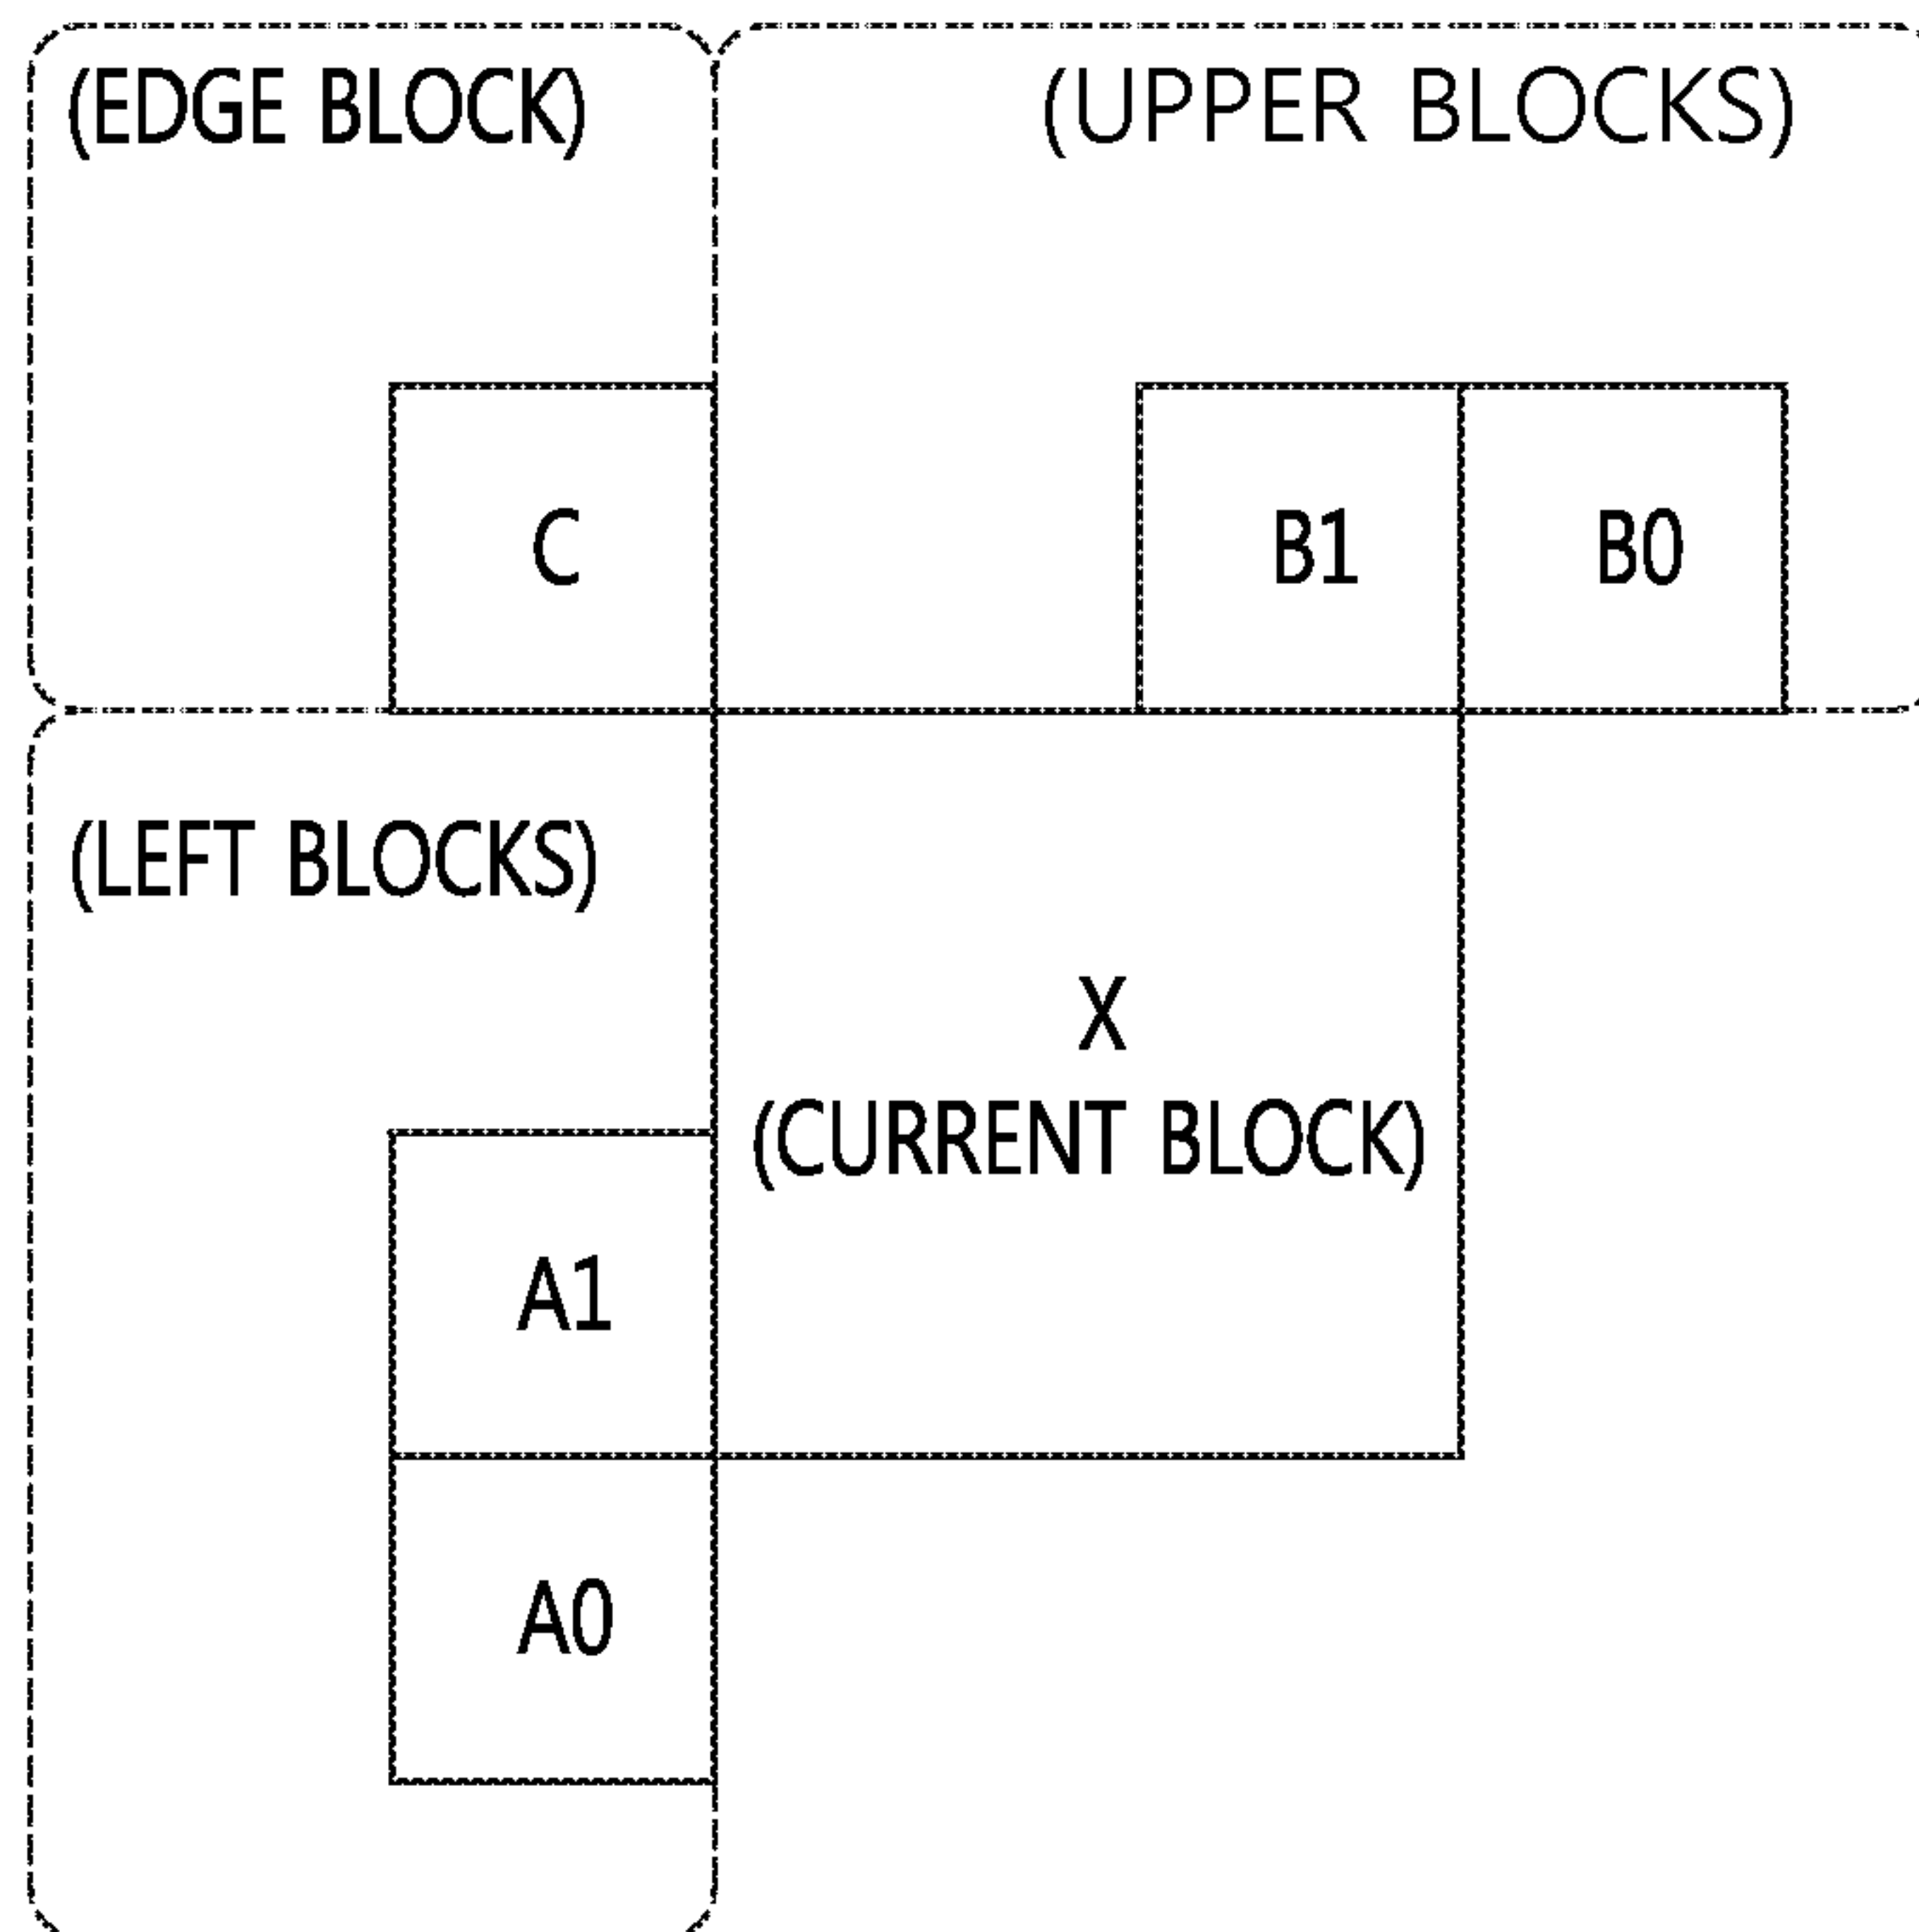 (EDGE BLOCK)
(UPPER BLOCKS)
C
B1
B0
(LEFT BLOCKS)
X
(CURRENT BLOCK)
A1
A0